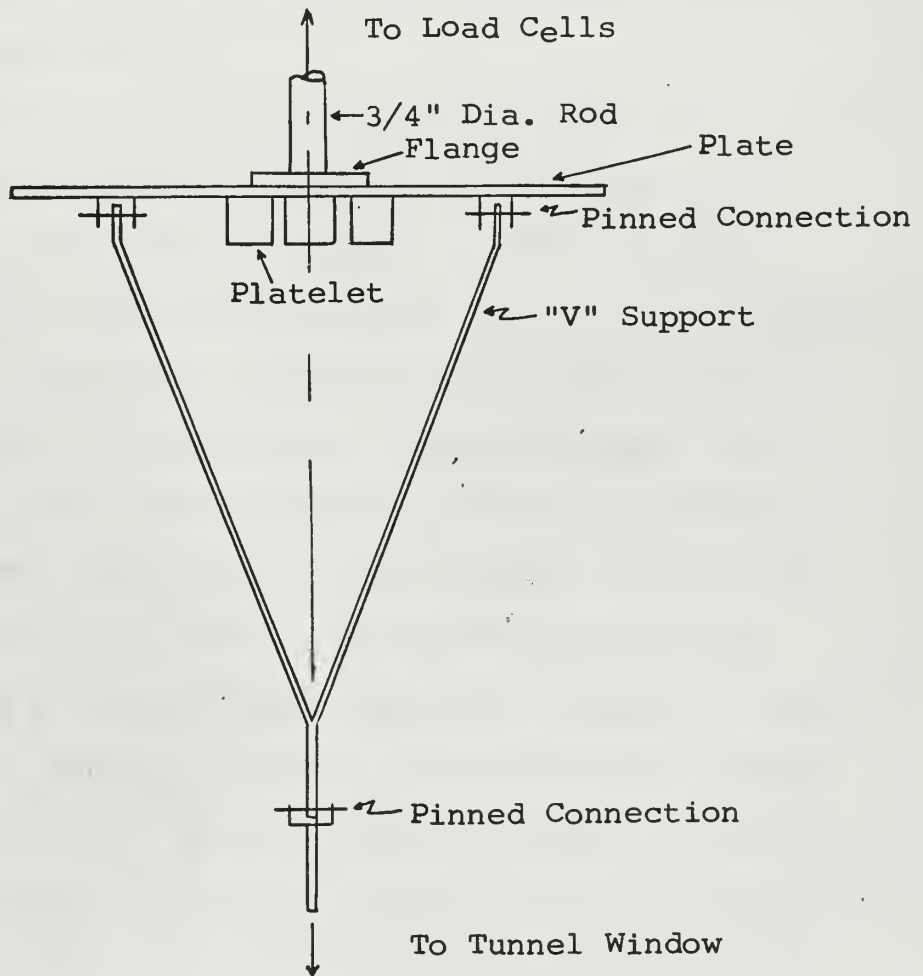 To Load Cells
3/4" Dia. Rod
Flange
Plate
Pinned Connection
Platelet
"V" Support
Pinned Connection
To Tunnel Window